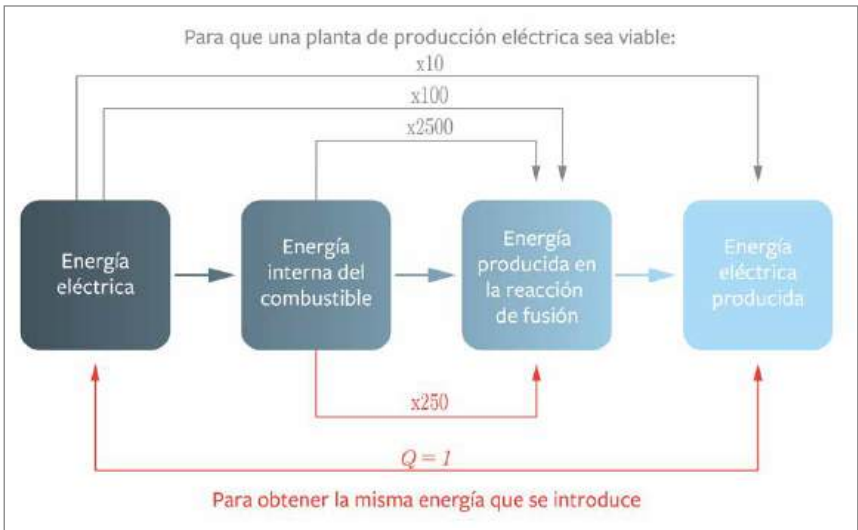 Para que una planta de producción eléctrica sea viable:
x10
x100
x2500
Energía
eléctrica
Energía
interna del
combustible
Energía
producida en
la reacción
de fusión
Energía
eléctrica
producida
x250
Q = 1
Para obtener la misma energía que se introduce